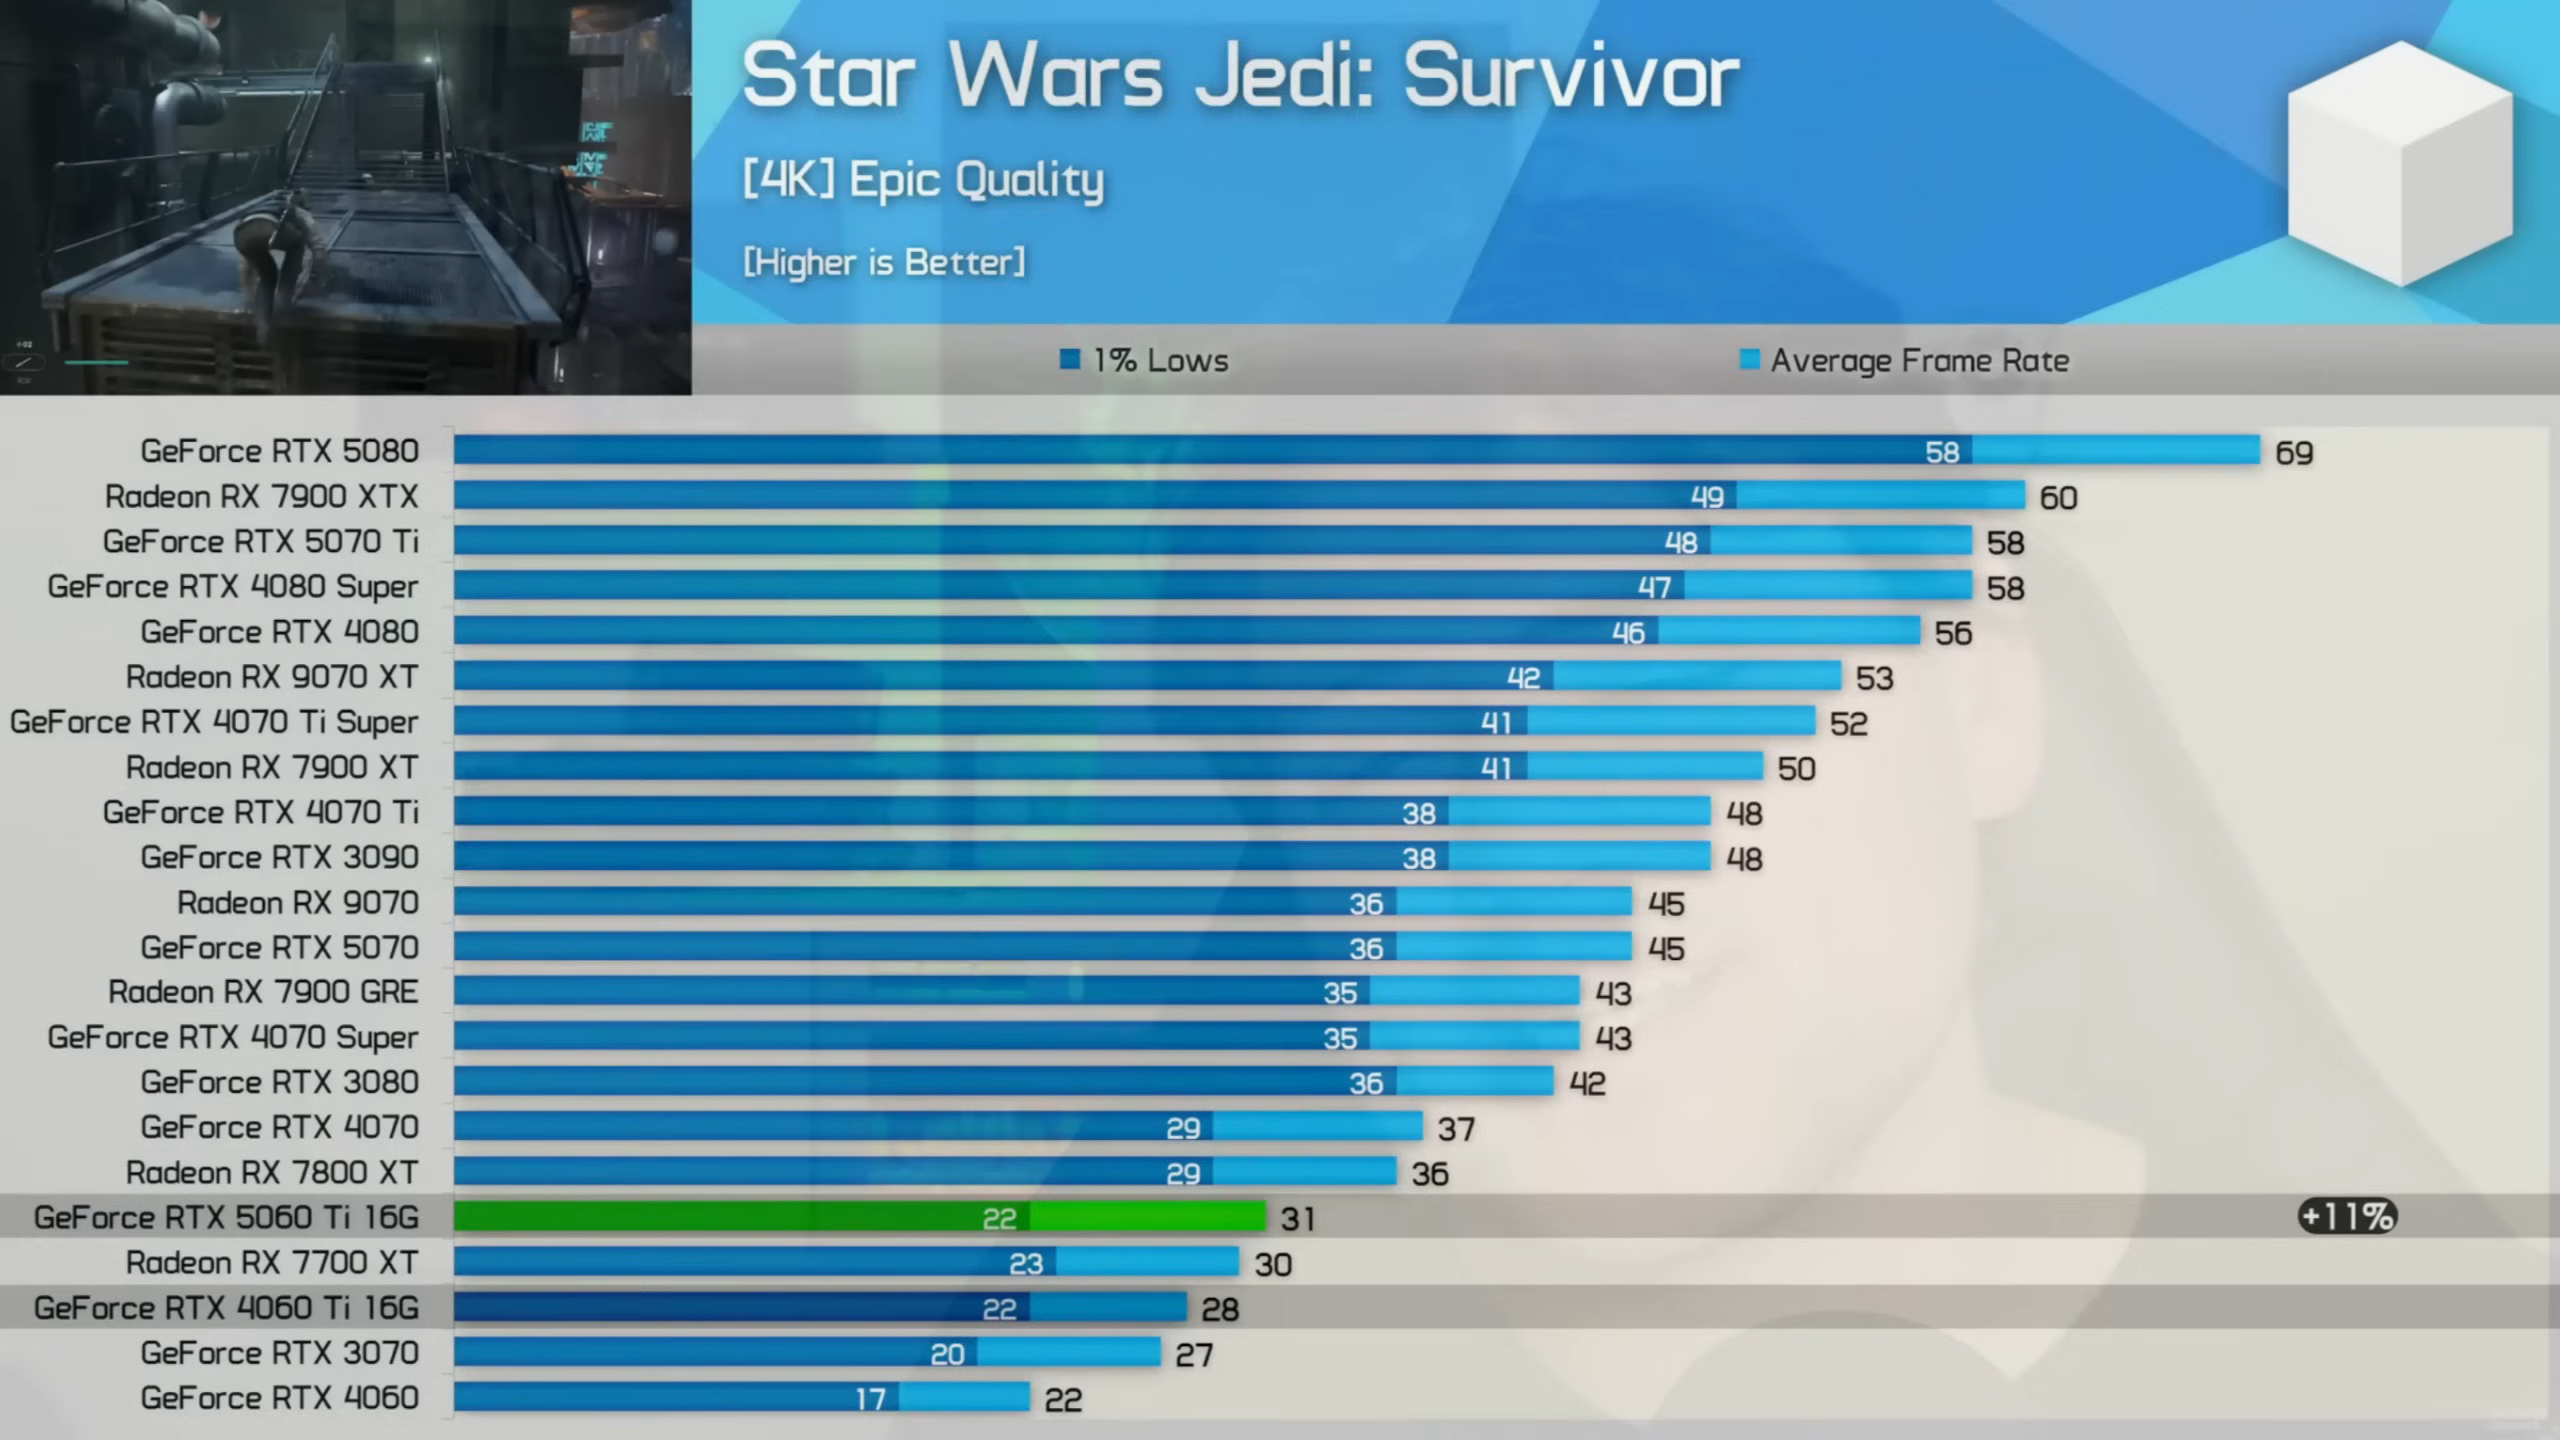 Star Wars Jedi: Survivor
[4K] Epic Quality
[Higher is Better]
1% Lows
Average Frame Rate
GeForce RTX 5080 58 69
Radeon RX 7900 XTX 49 60
GeForce RTX 5070 Ti 48 58
GeForce RTX 4080 Super 47 58
GeForce RTX 4080 46 56
Radeon RX 9070 XT 42 53
GeForce RTX 4070 Ti Super 41 52
Radeon RX 7900 XT 41 50
GeForce RTX 4070 Ti 38 48
GeForce RTX 3090 38 48
Radeon RX 9070 36 45
GeForce RTX 5070 36 45
Radeon RX 7900 GRE 35 43
GeForce RTX 4070 Super 35 43
GeForce RTX 3080 36 42
GeForce RTX 4070 29 37
Radeon RX 7800 XT 29 36
GeForce RTX 5060 Ti 16G 22 31 +11%
Radeon RX 7700 XT 23 30
GeForce RTX 4060 Ti 16G 22 28
GeForce RTX 3070 20 27
GeForce RTX 4060 17 22